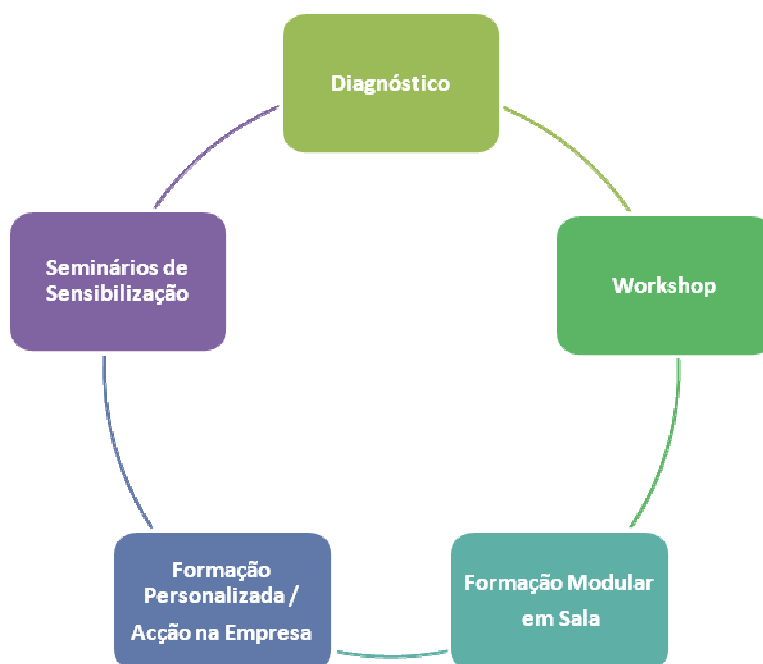 Diagnóstico
Workshop
Formação Modular
em Sala
Formação
Personalizada /
Acção na Empresa
Seminários de
Sensibilização